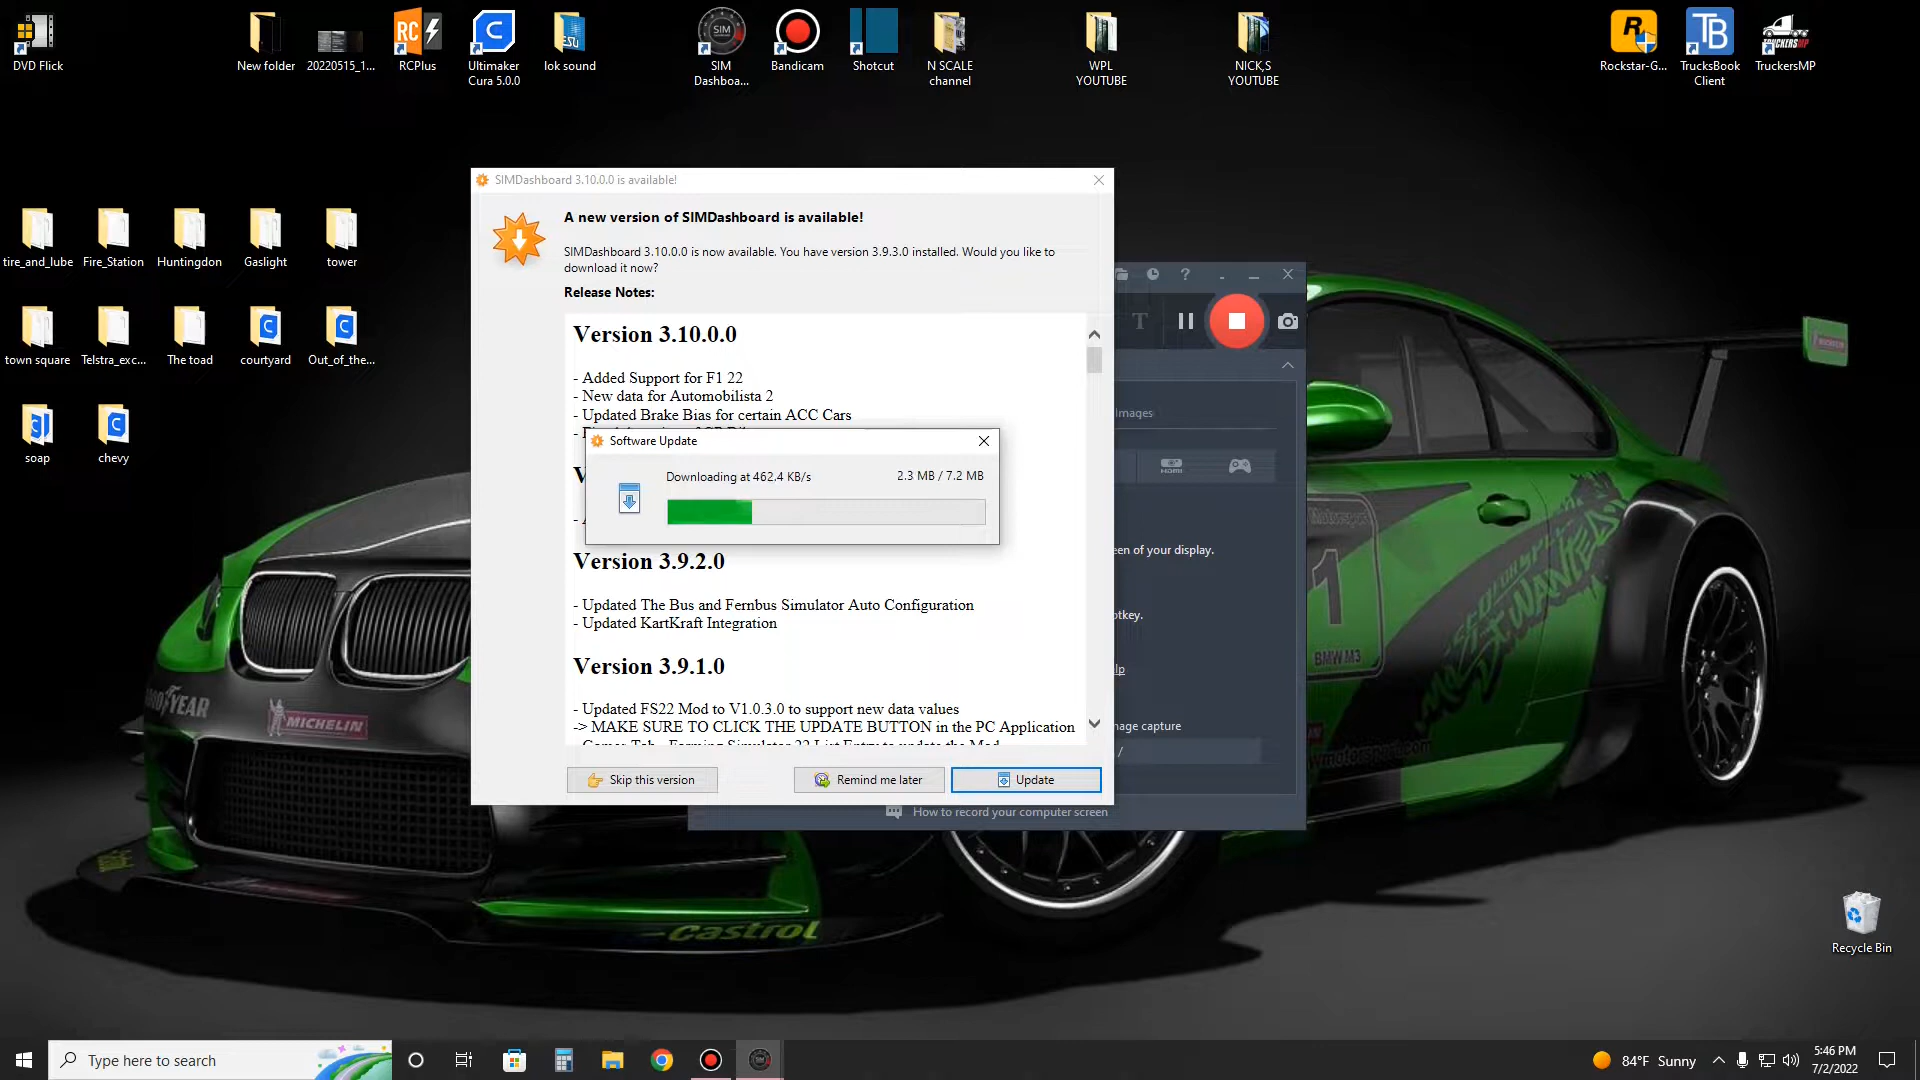 DVD Flick
New folder
20220515_1...
RCPlus
Ultimaker
Cura 5.0.0
lok sound
SIM
Dashboa...
Bandicam
Shotcut
N SCALE
channel
WPL
YOUTUBE
NICK,S
YOUTUBE
Rockstar-G...
TrucksBook
Client
TruckersMP
tire_and_lube
Fire_Station
Huntingdon
Gaslight
tower
town square
Telstra_exc...
The toad
courtyard
Out_of_the...
soap
chevy
SIMDashboard 3.10.0.0 is available!
A new version of SIMDashboard is available!
SIMDashboard 3.10.0.0 is now available. You have version 3.9.3.0 installed. Would you like to
download it now?
Release Notes:
Version 3.10.0.0
- Added Support for F1 22
- New data for Automobilista 2
- Updated Brake Bias for certain ACC Cars
Software Update
Downloading at 462.4 KB/s
2.3 MB / 7.2 MB
Version 3.9.2.0
- Updated The Bus and Fernbus Simulator Auto Configuration
- Updated KartKraft Integration
Version 3.9.1.0
- Updated FS22 Mod to V1.0.3.0 to support new data values
-> MAKE SURE TO CLICK THE UPDATE BUTTON in the PC Application
Skip this version
Remind me later
Update
Images
HDMI
een of your display.
otkey.
lp
nage capture
/
How to record your computer screen
GOODYEAR
MICHELIN
Castrol
BMW M3
1
Recycle Bin
Type here to search
84°F Sunny
5:46 PM
7/2/2022